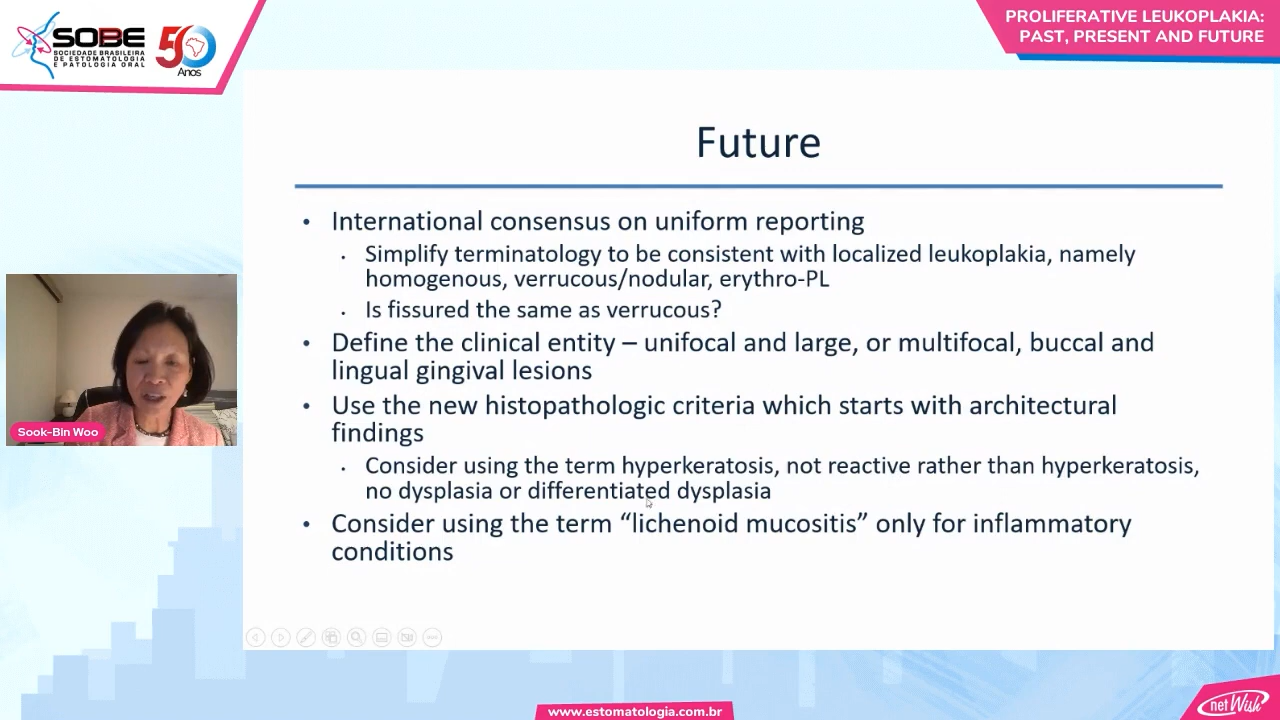 SOBE
SOCIEDADE BRASILEIRA
DE ESTOMATOLOGIA
E PATOLOGIA ORAL
50
Anos
PROLIFERATIVE LEUKOPLAKIA:
PAST, PRESENT AND FUTURE
Future
• International consensus on uniform reporting
• Simplify terminatology to be consistent with localized leukoplakia, namely
homogenous, verrucous/nodular, erythro-PL
• Is fissured the same as verrucous?
• Define the clinical entity – unifocal and large, or multifocal, buccal and
lingual gingival lesions
• Use the new histopathologic criteria which starts with architectural
findings
• Consider using the term hyperkeratosis, not reactive rather than hyperkeratosis,
no dysplasia or differentiated dysplasia
• Consider using the term “lichenoid mucositis” only for inflammatory
conditions
Sook-Bin Woo
www.estomatologia.com.br
netWish